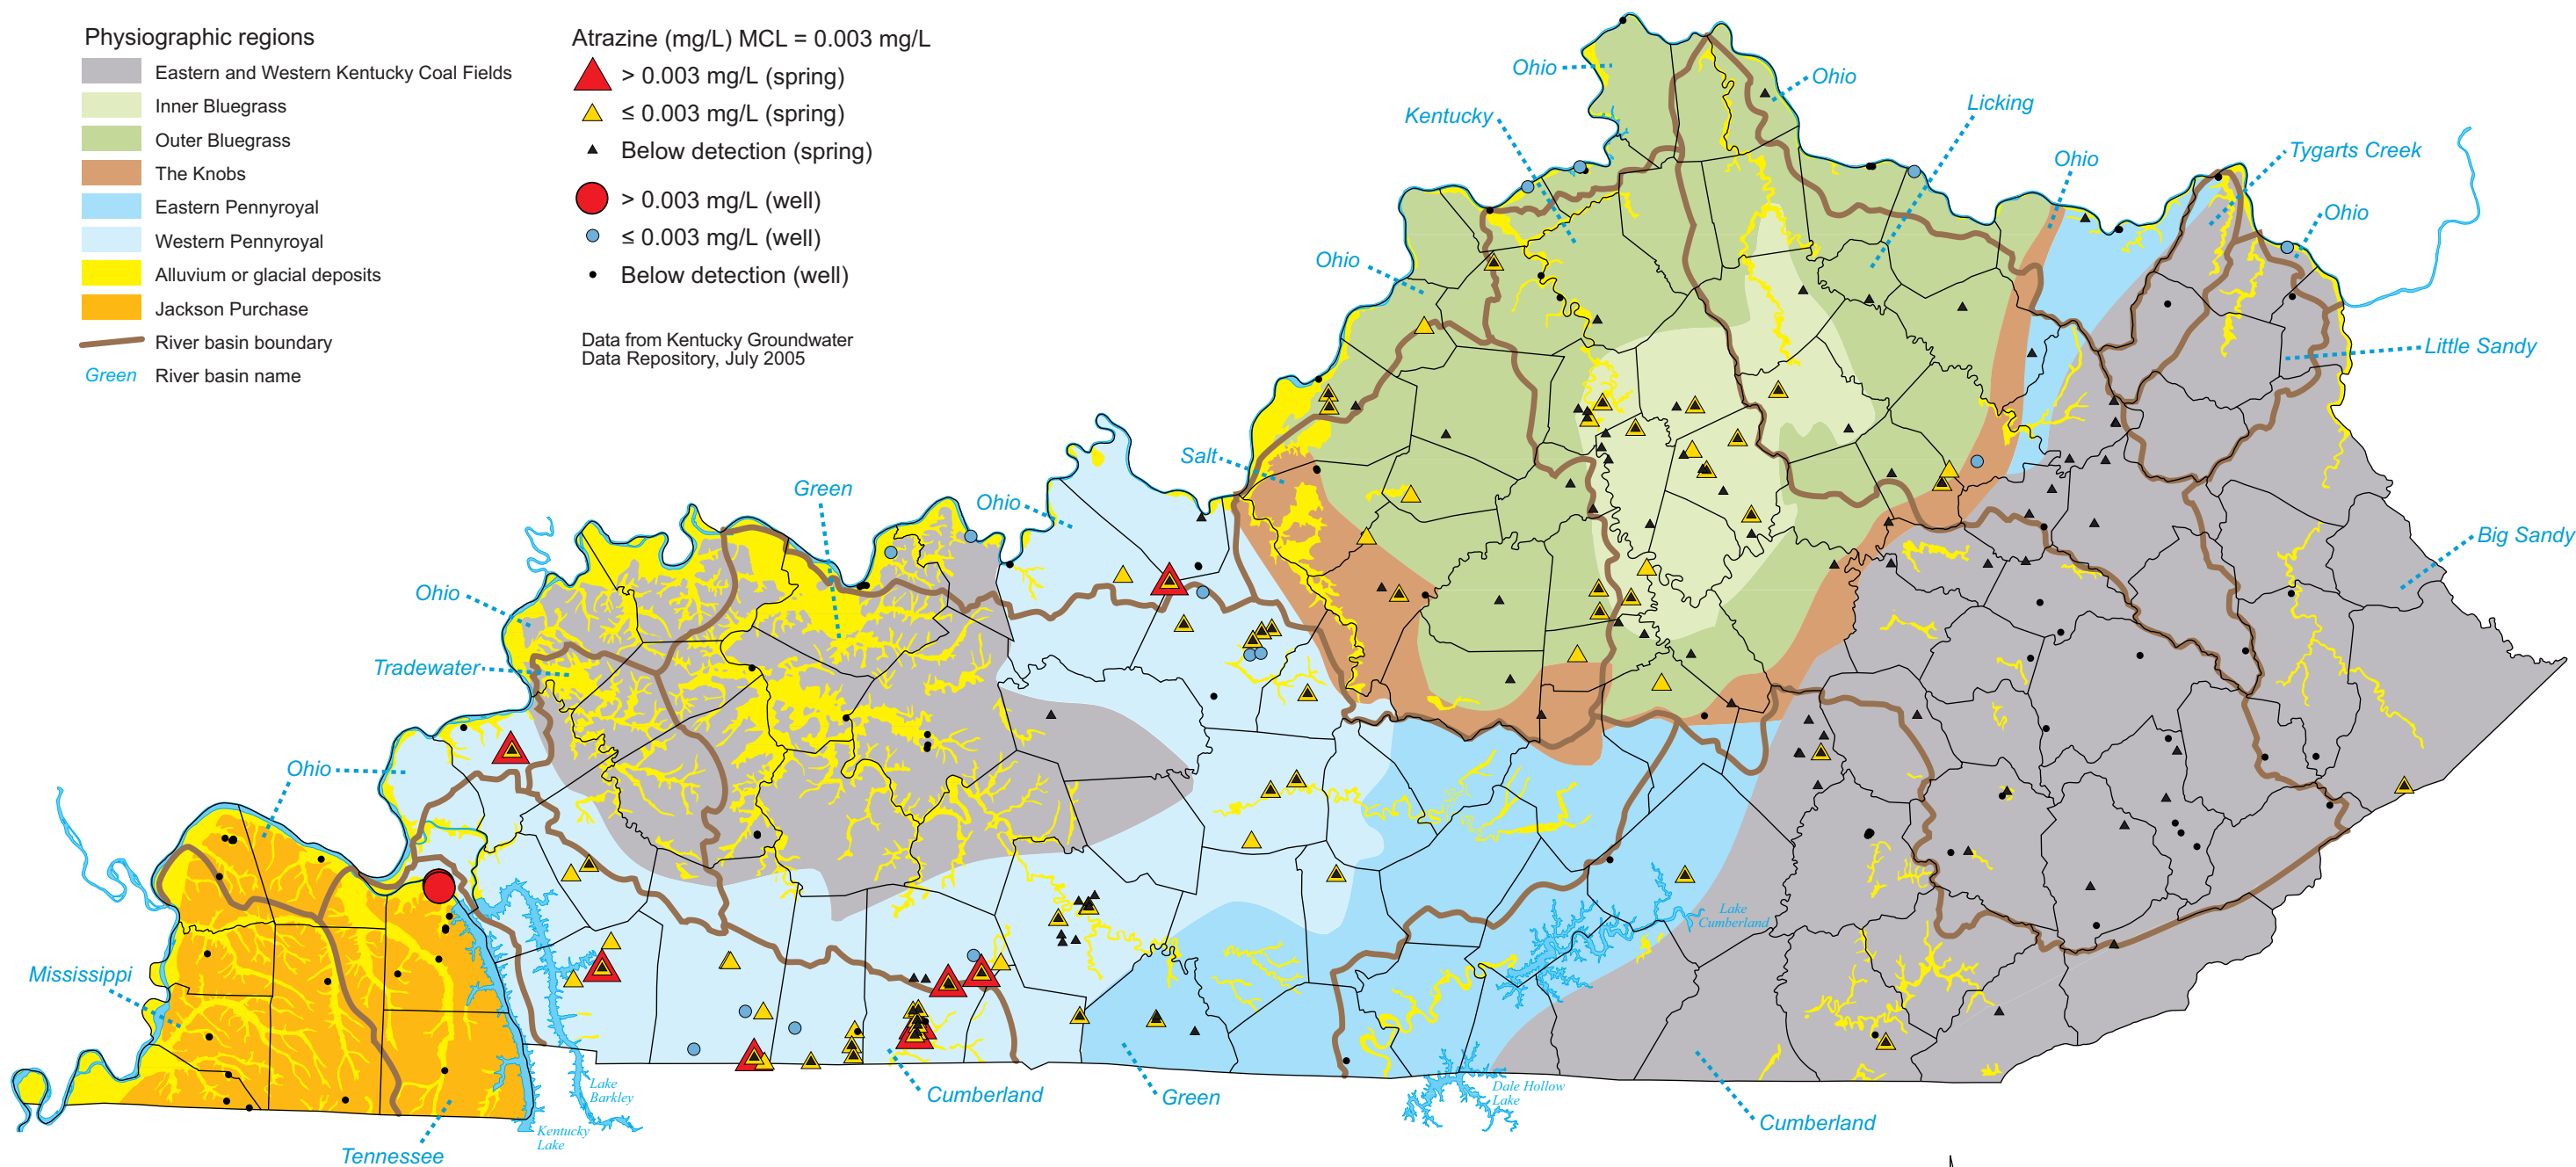 Physiographic regions
Eastern and Western Kentucky Coal Fields
Inner Bluegrass
Outer Bluegrass
The Knobs
Eastern Pennyroyal
Western Pennyroyal
Alluvium or glacial deposits
Jackson Purchase
River basin boundary
Green River basin name
Atrazine (mg/L) MCL = 0.003 mg/L
> 0.003 mg/L (spring)
≤ 0.003 mg/L (spring)
Below detection (spring)
> 0.003 mg/L (well)
≤ 0.003 mg/L (well)
Below detection (well)
Data from Kentucky Groundwater
Data Repository, July 2005
Ohio
Ohio
Kentucky
Licking
Ohio
Tygarts Creek
Ohio
Ohio
Little Sandy
Salt
Green
Ohio
Big Sandy
Ohio
Tradewater
Ohio
Lake
Cumberland
Mississippi
Lake
Barkley
Cumberland
Green
Dale Hollow
Lake
Cumberland
Kentucky
Lake
Tennessee